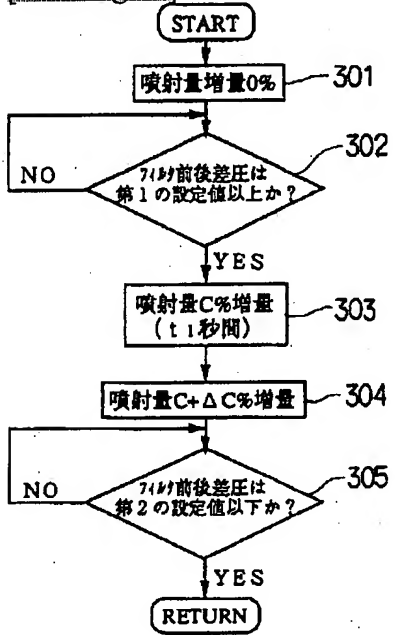 START
噴射量増量0%
301
302
フィルタ前後差圧は
第1の設定値以上か?
NO
YES
噴射量C%増量
(t1秒間)
303
噴射量C+ΔC%増量
304
フィルタ前後差圧は
第2の設定値以下か?
305
NO
YES
RETURN